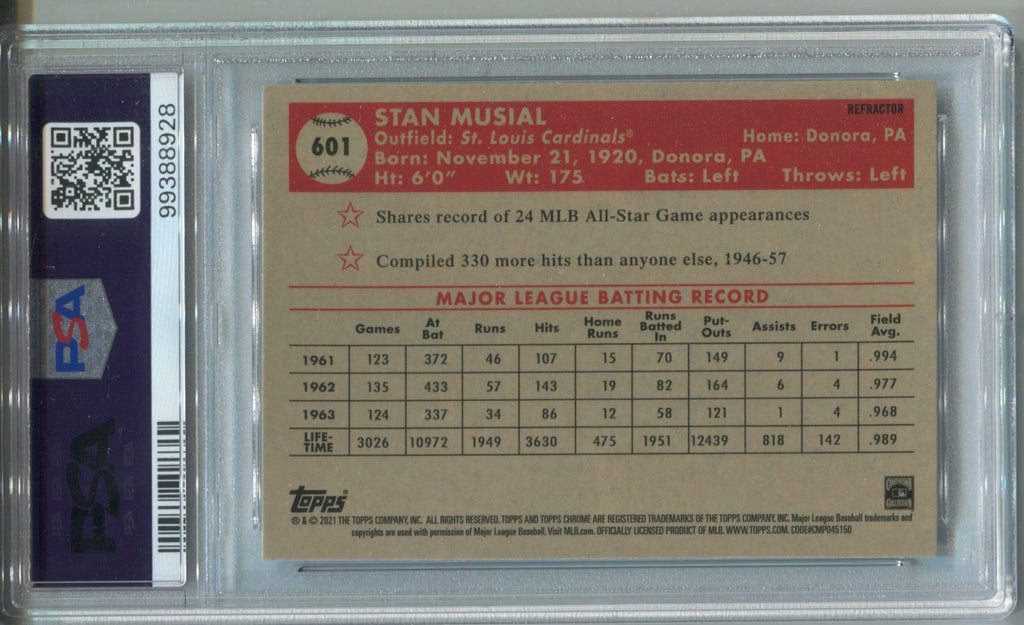 99388928
PSA
PSA
601
STAN MUSIAL
REFRACTOR
Outfield: St. Louis Cardinals® Home: Donora, PA
Born: November 21, 1920, Donora, PA
Ht: 6'0" Wt: 175 Bats: Left Throws: Left
Shares record of 24 MLB All-Star Game appearances
Compiled 330 more hits than anyone else, 1946-57
MAJOR LEAGUE BATTING RECORD
Games At Bat Runs Hits Home Runs Runs Batted In Put-Outs Assists Errors Field Avg.
1961 123 372 46 107 15 70 149 9 1 .994
1962 135 433 57 143 19 82 164 6 4 .977
1963 124 337 34 86 12 58 121 1 4 .968
LIFE-TIME 3026 10972 1949 3630 475 1951 12439 818 142 .989
Topps®
® & © 2021 THE TOPPS COMPANY, INC. ALL RIGHTS RESERVED. TOPPS AND TOPPS CHROME ARE REGISTERED TRADEMARKS OF THE TOPPS COMPANY, INC. Major League Baseball trademarks and
copyrights are used with permission of Major League Baseball. Visit MLB.com. OFFICIALLY LICENSED PRODUCT OF MLB. WWW.TOPPS.COM. CODE#CMP045150